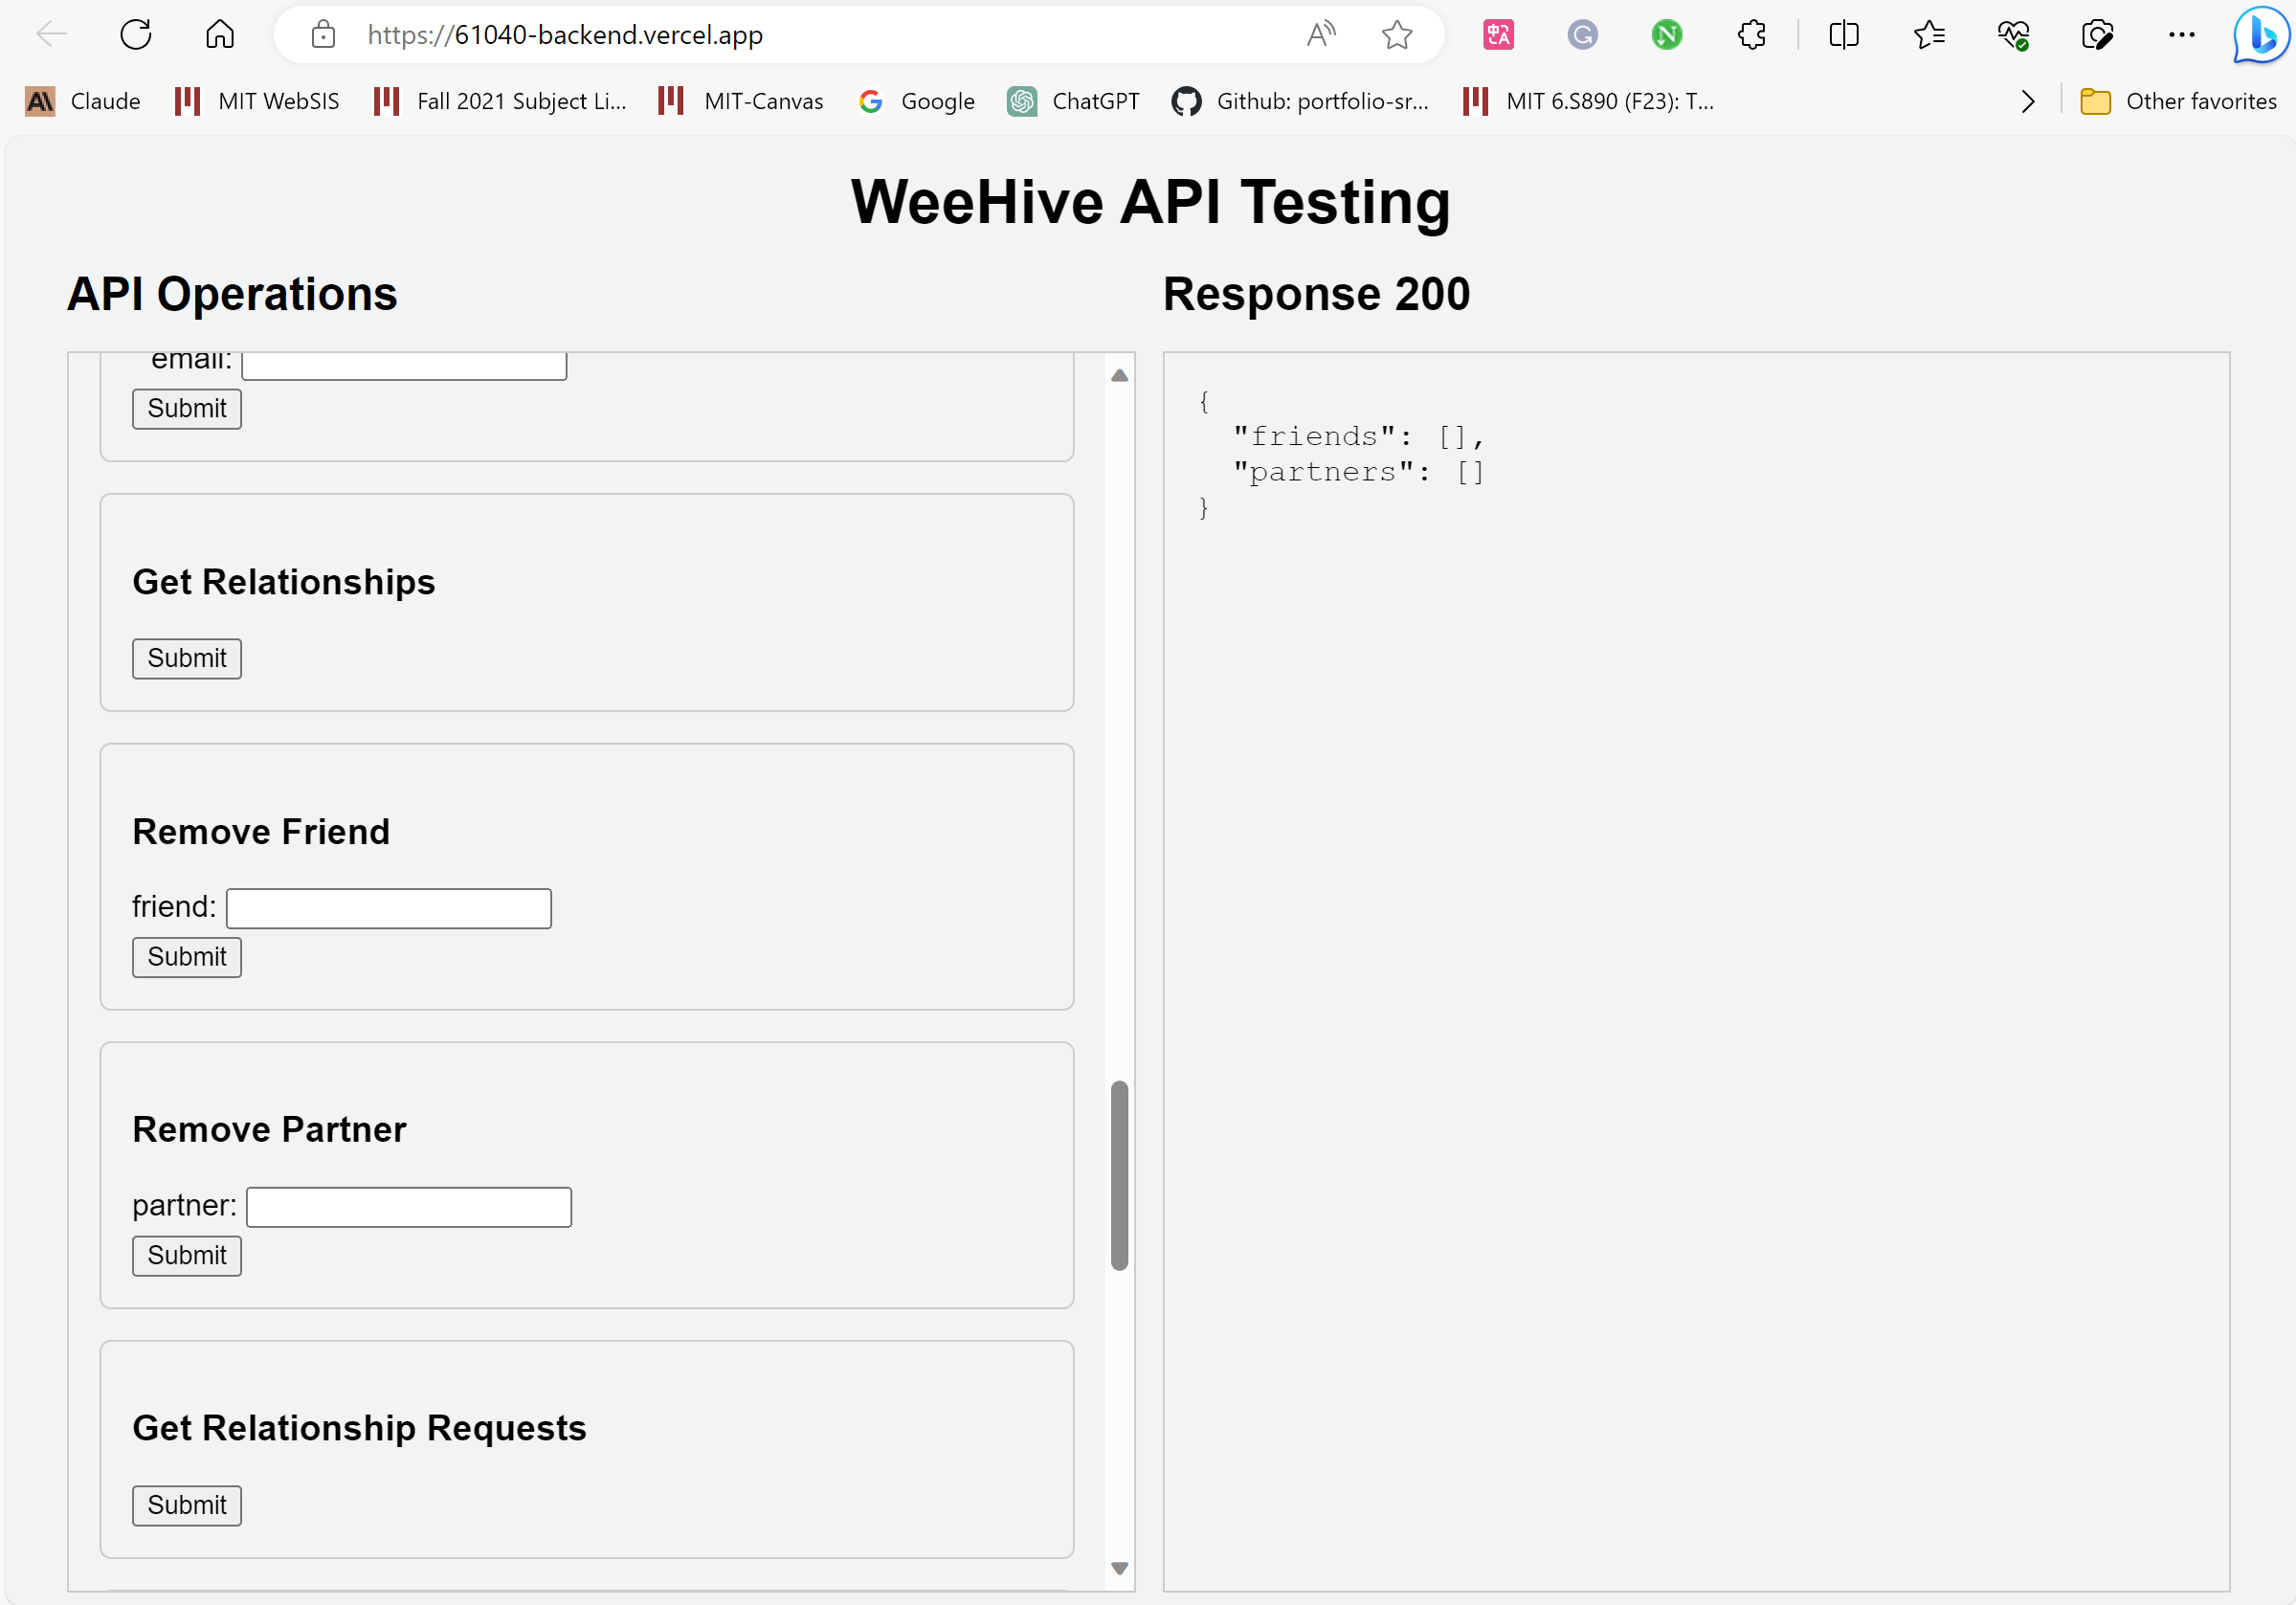 https://61040-backend.vercel.app
Claude MIT WebSIS Fall 2021 Subject Li... MIT-Canvas Google ChatGPT Github: portfolio-sr... MIT 6.S890 (F23): T... Other favorites
WeeHive API Testing
API Operations
email:
Submit
Get Relationships
Submit
Remove Friend
friend:
Submit
Remove Partner
partner:
Submit
Get Relationship Requests
Submit
Response 200
{
"friends": [],
"partners": []
}